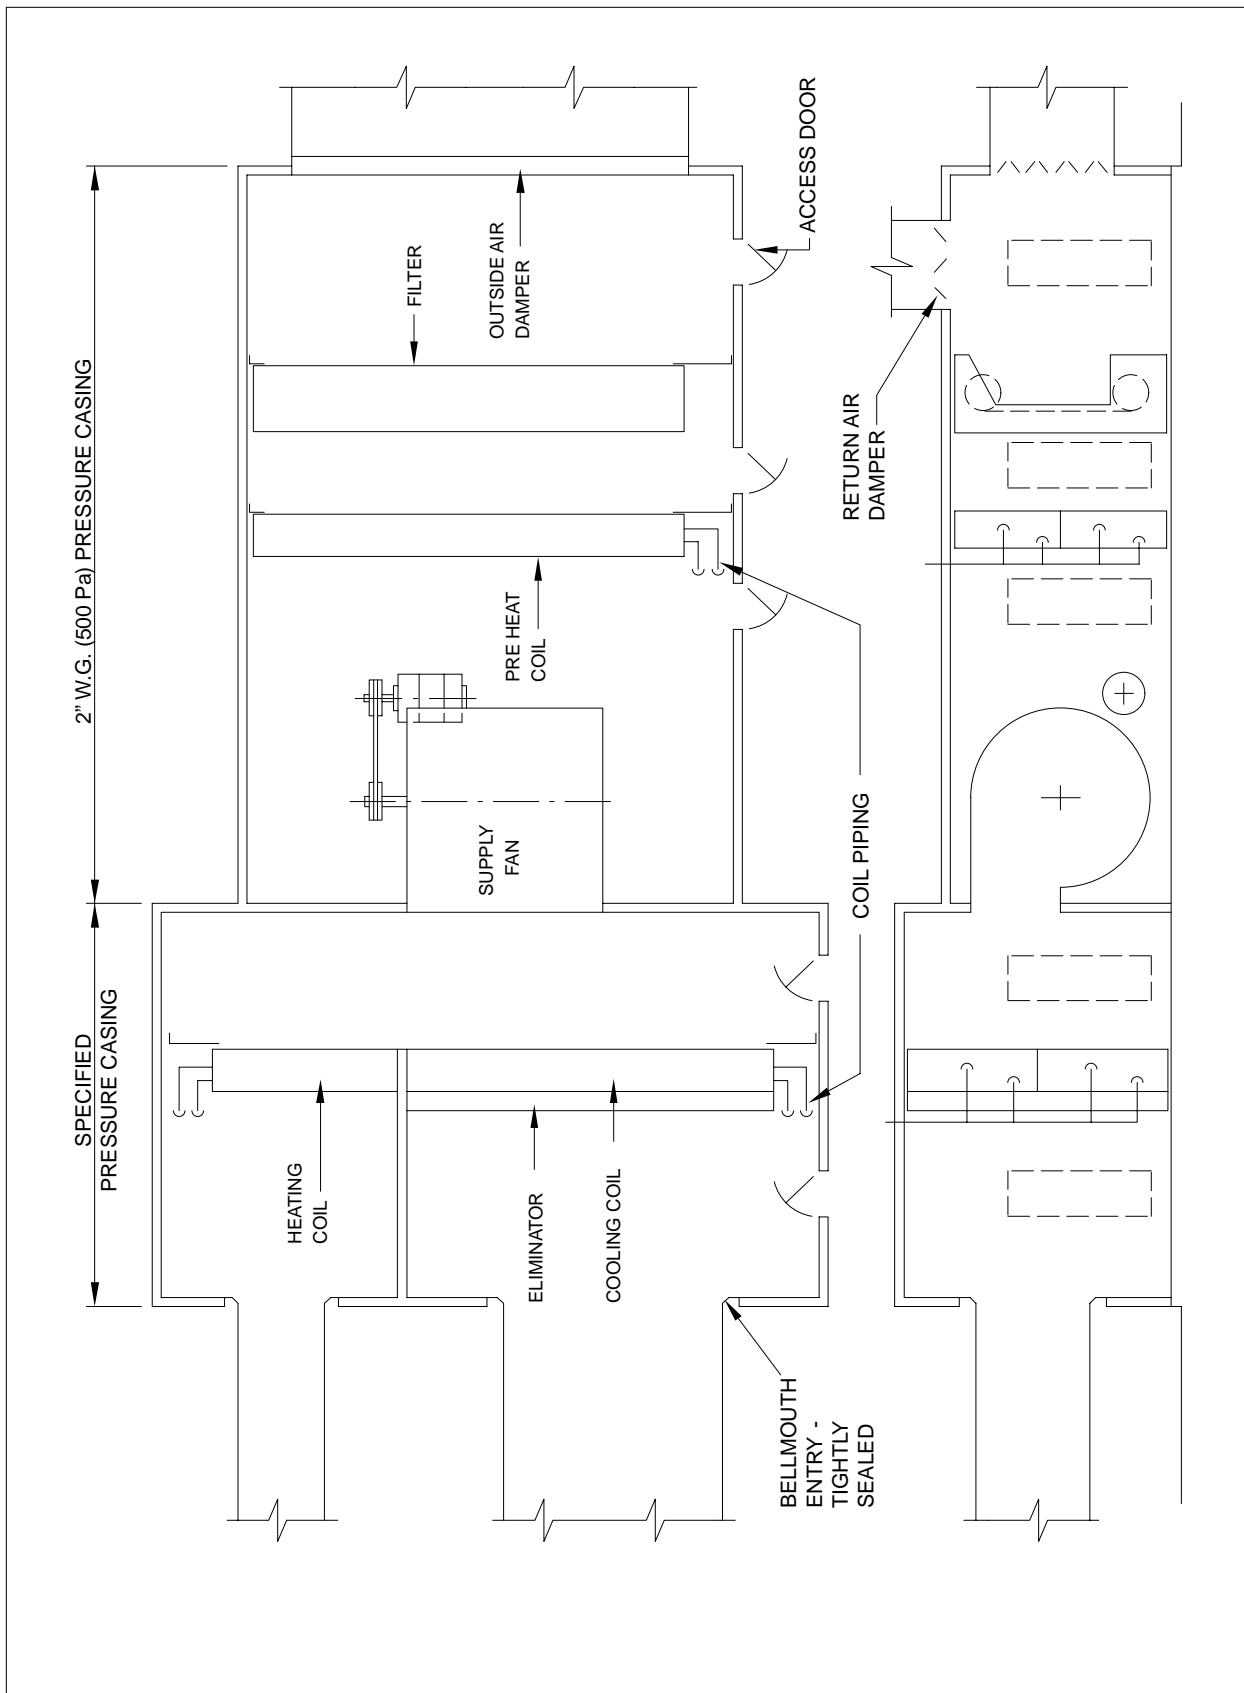 2” W.G. (500 Pa) PRESSURE CASING
SPECIFIED
PRESSURE CASING
FILTER
OUTSIDE AIR
DAMPER
ACCESS DOOR
PRE HEAT
COIL
SUPPLY
FAN
RETURN AIR
DAMPER
COIL PIPING
HEATING
COIL
ELIMINATOR
COOLING COIL
BELLMOUTH
ENTRY -
TIGHTLY
SEALED